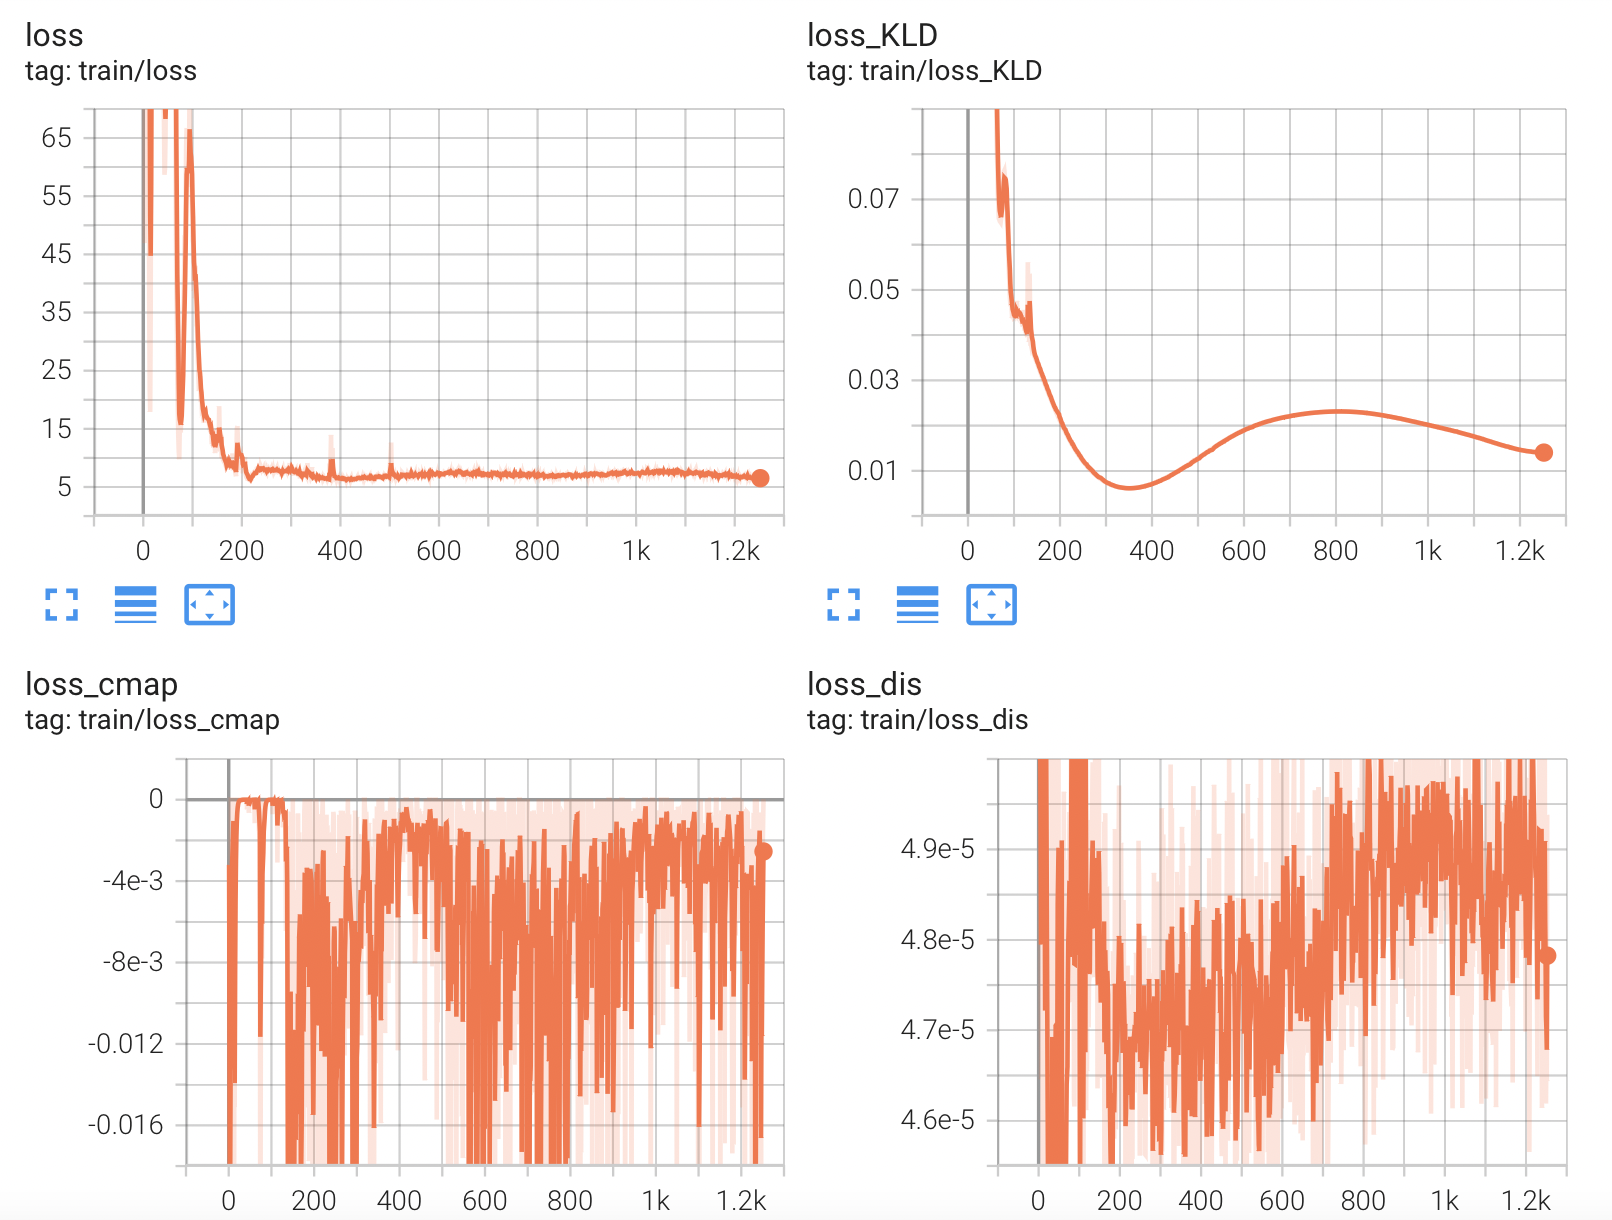 loss
tag: train/loss
65
55
45
35
25
15
5
0 200 400 600 800 1k 1.2k
loss_KLD
tag: train/loss_KLD
0.07
0.05
0.03
0.01
0 200 400 600 800 1k 1.2k
loss_cmap
tag: train/loss_cmap
0
-4e-3
-8e-3
-0.012
-0.016
0 200 400 600 800 1k 1.2k
loss_dis
tag: train/loss_dis
4.9e-5
4.8e-5
4.7e-5
4.6e-5
0 200 400 600 800 1k 1.2k